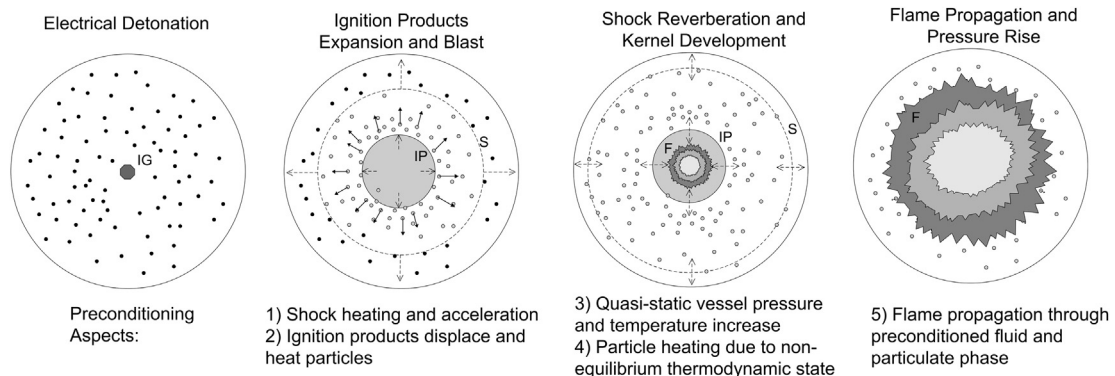 Electrical Detonation
Ignition Products
Expansion and Blast
Shock Reverberation and
Kernel Development
Flame Propagation and
Pressure Rise
IG
IP
S
F
IP
S
F
Preconditioning
Aspects:
1) Shock heating and acceleration
2) Ignition products displace and
heat particles
3) Quasi-static vessel pressure
and temperature increase
4) Particle heating due to non-
equilibrium thermodynamic state
5) Flame propagation through
preconditioned fluid and
particulate phase